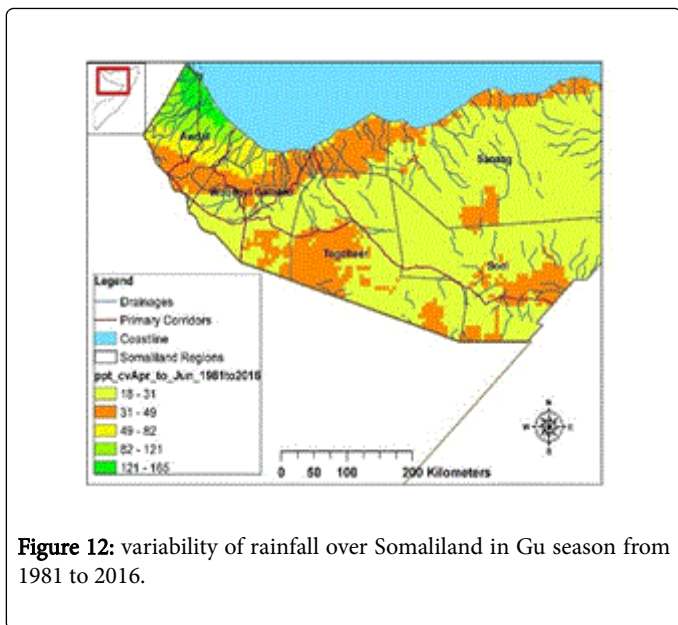 Awdal
Sanaag
Togdheer
Sool
Legend
Drainages
Primary Corridors
Coastline
Somaliland Regions
ppt_cvApr_to_Jun_1981to2016
18 - 31
31 - 49
49 - 82
82 - 121
121 - 165
N
W E
S
0 50 100 200 Kilometers
Figure 12: variability of rainfall over Somaliland in Gu season from
1981 to 2016.